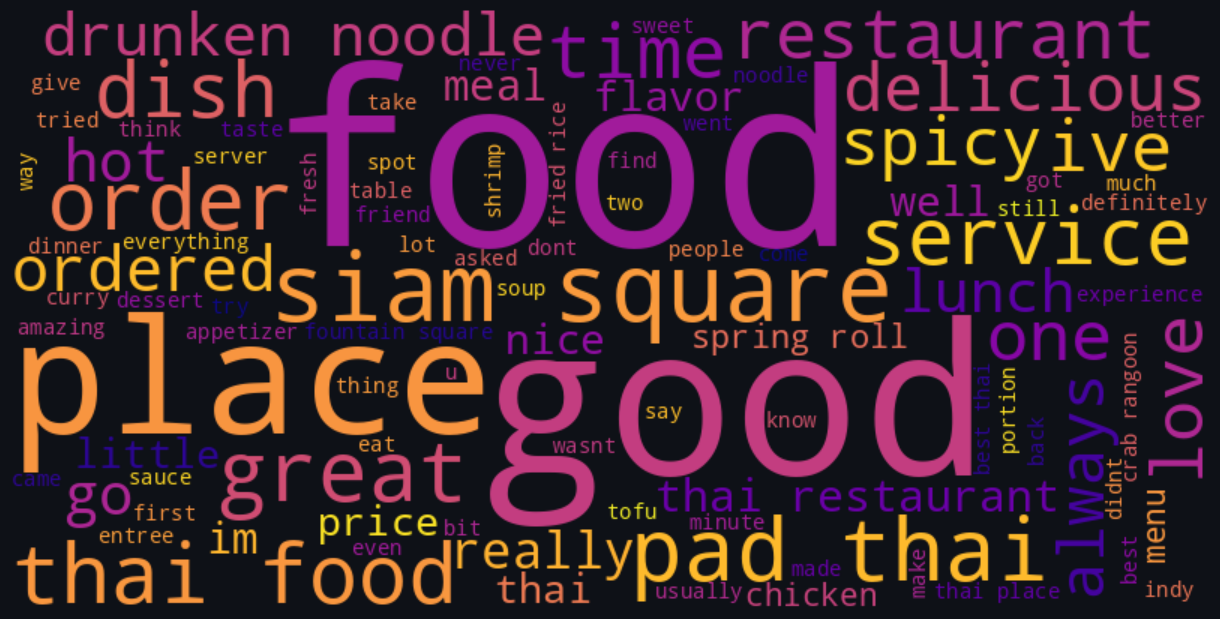 drunken noodle
time
sweet
restaurant
never
noodle
give
dish
meal
take
flavor
delicious
tried
think
taste
food
went
better
way
hot
server
fresh
spot
shrimp
fried rice
find
spicy
ive
order
table
two
got
much
friend
well
still
definitely
dinner
everything
lot
asked
dont
people
come
service
ordered
siam square
soup
lunch
experience
curry
dessert
try
amazing
appetizer
fountain square
nice
spring roll
one
place
thing
u
good
say
know
best thai
portion
back
always
crab rangoon
love
little
eat
wasnt
came
sauce
great
go
first
thai restaurant
didnt
menu
entree
im
price
bit
tofu
minute
even
really
pad thai
best
thai food
thai
usually
chicken
made
make
thai place
indy